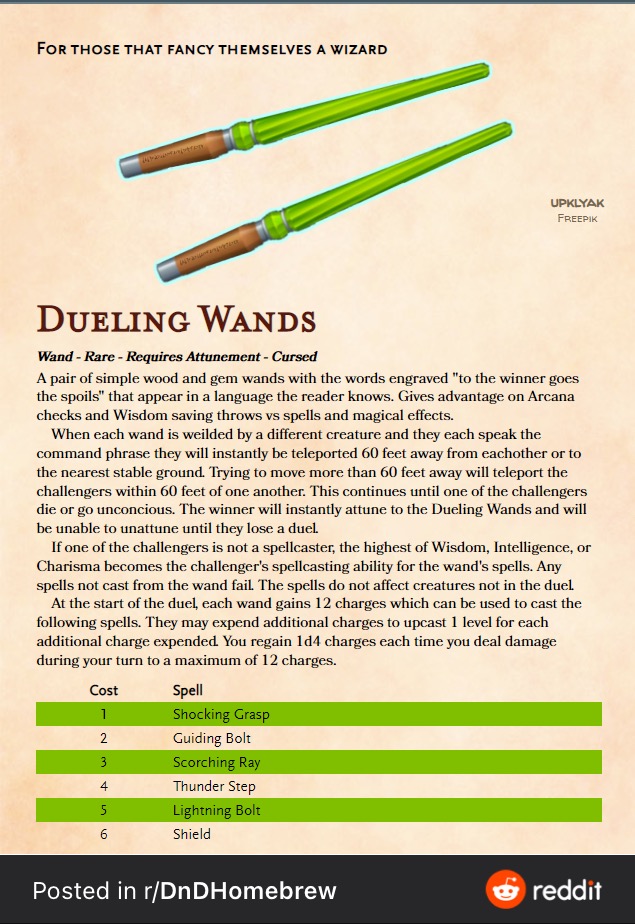 For those that fancy themselves a wizard
UPKLYAK
Freepik
Dueling Wands
Wand - Rare - Requires Attunement - Cursed
A pair of simple wood and gem wands with the words engraved "to the winner goes
the spoils" that appear in a language the reader knows. Gives advantage on Arcana
checks and Wisdom saving throws vs spells and magical effects.
When each wand is weilded by a different creature and they each speak the
command phrase they will instantly be teleported 60 feet away from eachother or to
the nearest stable ground. Trying to move more than 60 feet away will teleport the
challengers within 60 feet of one another. This continues until one of the challengers
die or go unconcious. The winner will instantly attune to the Dueling Wands and will
be unable to unattune until they lose a duel.
If one of the challengers is not a spellcaster, the highest of Wisdom, Intelligence, or
Charisma becomes the challenger's spellcasting ability for the wand's spells. Any
spells not cast from the wand fail. The spells do not affect creatures not in the duel.
At the start of the duel, each wand gains 12 charges which can be used to cast the
following spells. They may expend additional charges to upcast 1 level for each
additional charge expended. You regain 1d4 charges each time you deal damage
during your turn to a maximum of 12 charges.
Cost Spell
1 Shocking Grasp
2 Guiding Bolt
3 Scorching Ray
4 Thunder Step
5 Lightning Bolt
6 Shield
Posted in r/DnDHomebrew
reddit